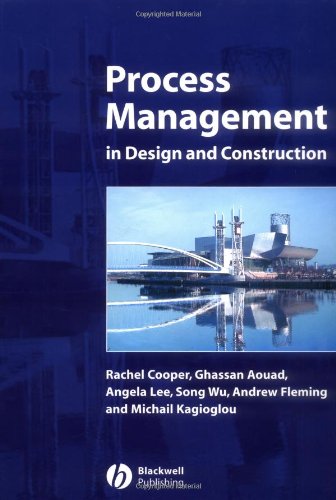 Process
Management
in Design and Construction
Rachel Cooper, Ghassan Aouad,
Angela Lee, Song Wu, Andrew Fleming
and Michail Kagioglou
Blackwell
Publishing